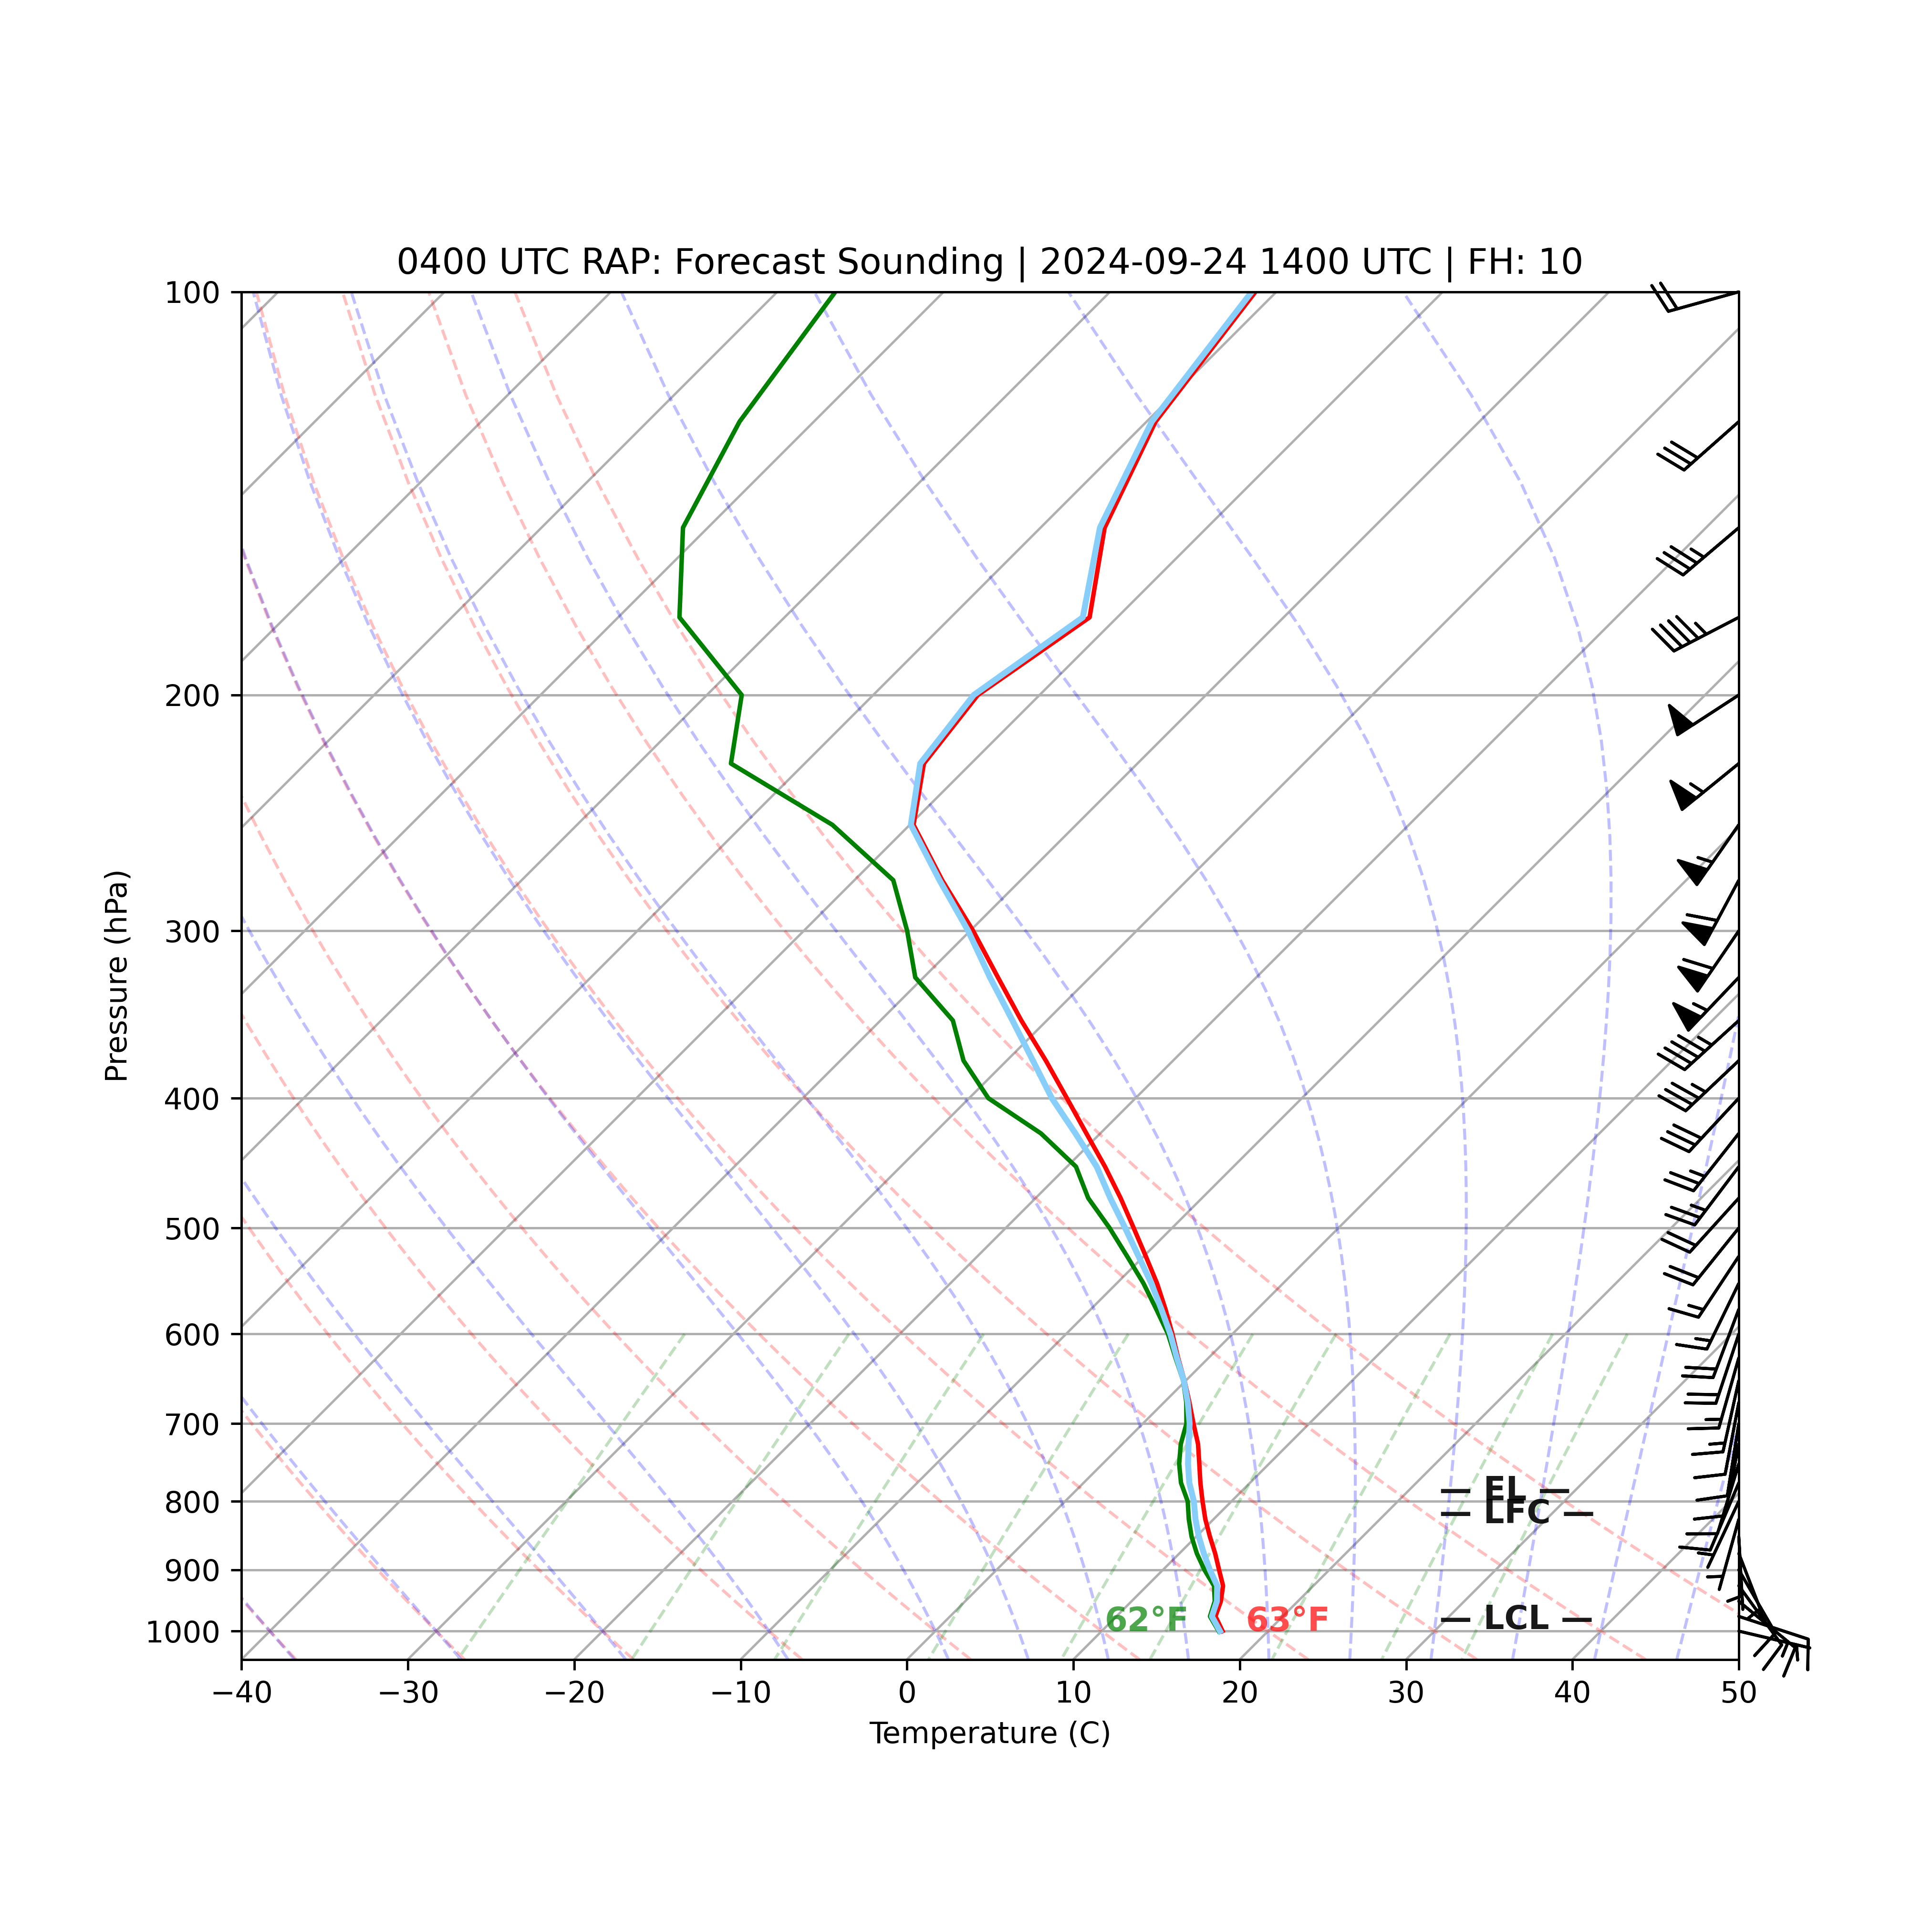 0400 UTC RAP: Forecast Sounding | 2024-09-24 1400 UTC | FH: 10
100
200
300
400
500
600
700
800
900
1000
Pressure (hPa)
— EL —
— LFC —
— LCL —
62°F 63°F
−40 −30 −20 −10 0 10 20 30 40 50
Temperature (C)